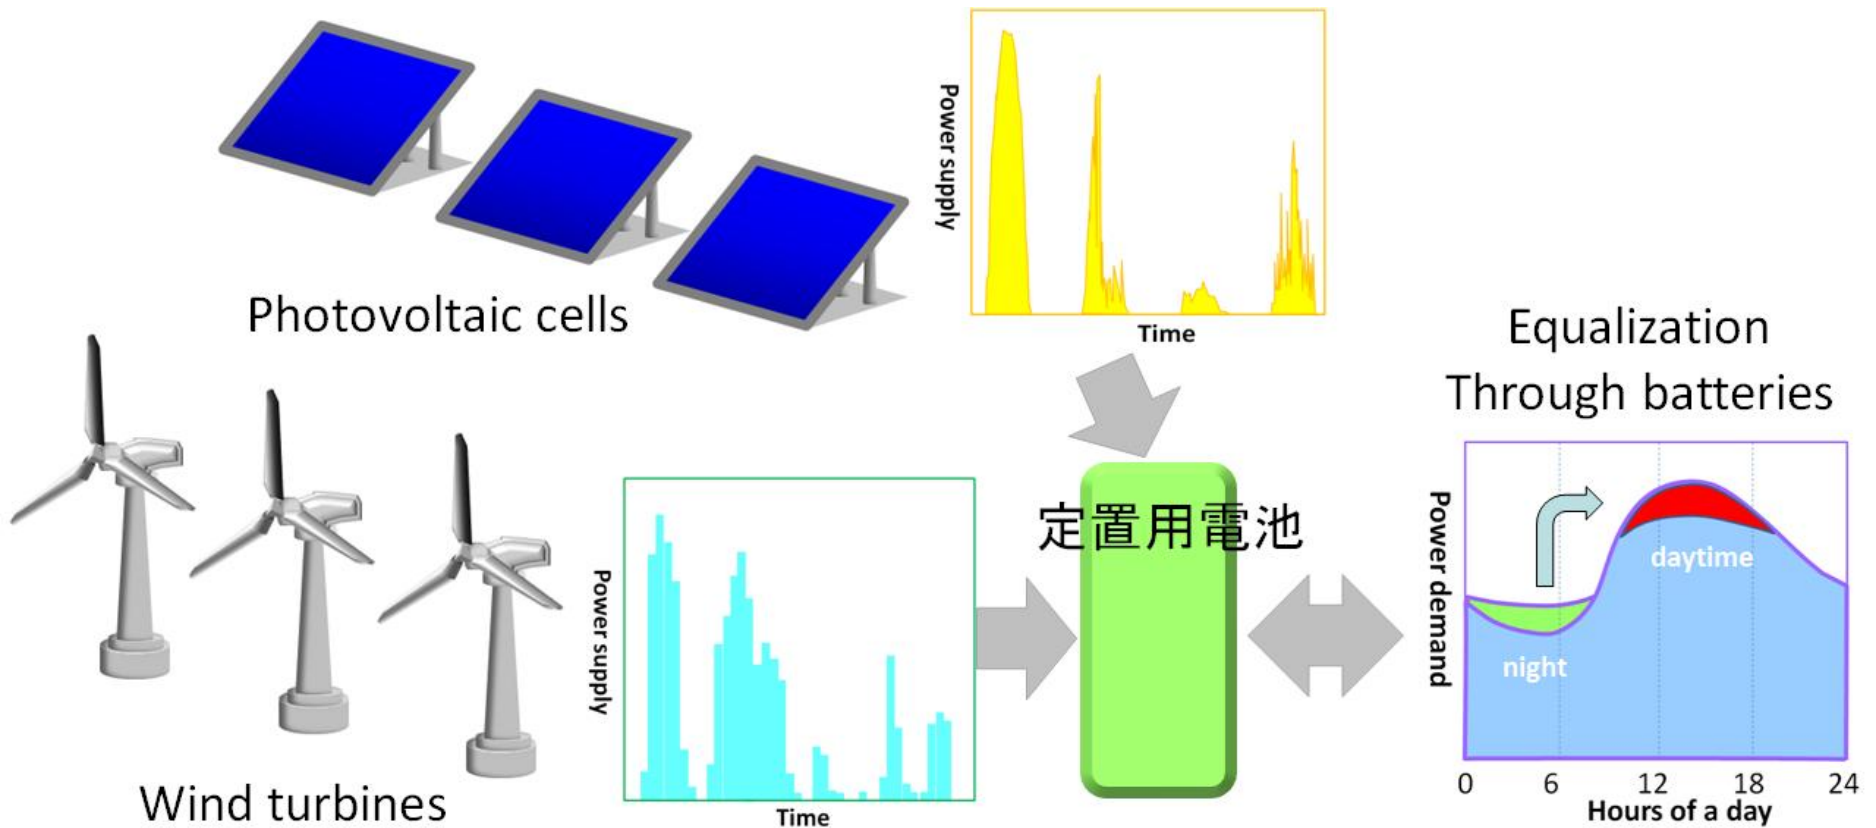 Photovoltaic cells
Power supply
Time
Wind turbines
Power supply
Time
定置用電池
Equalization
Through batteries
Power demand
daytime
night
0 6 12 18 24
Hours of a day